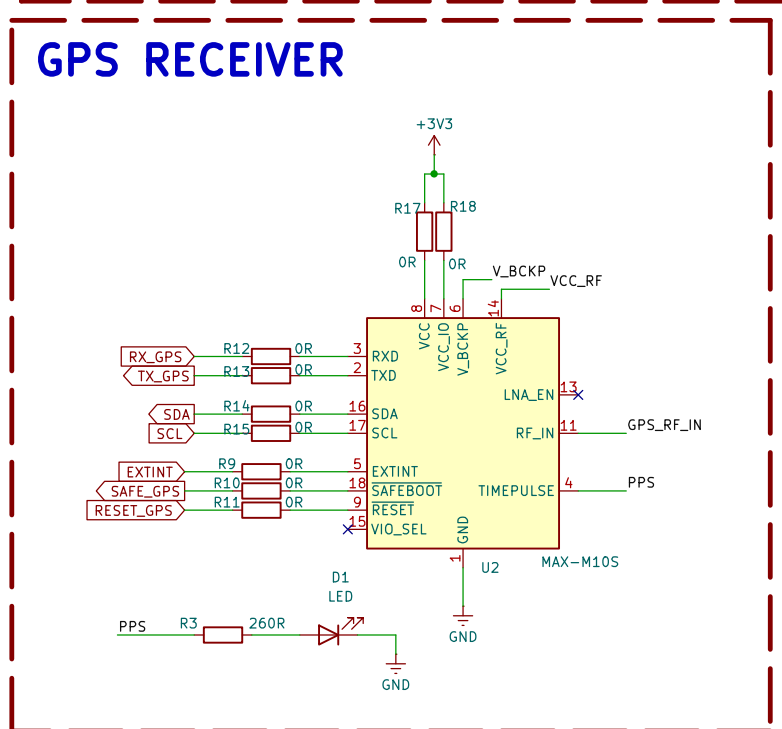 GPS RECEIVER
+3V3
R17
R18
0R
0R
V_BCKP
VCC_RF
8
7
6
14
VCC
VCC_IO
V_BCKP
VCC_RF
RX_GPS
R12
0R
3
RXD
TX_GPS
R13
0R
2
TXD
13
LNA_EN
SDA
R14
0R
16
SDA
SCL
R15
0R
17
SCL
RF_IN
11
GPS_RF_IN
EXTINT
R9
0R
5
EXTINT
SAFE_GPS
R10
0R
18
SAFEBOOT
TIMEPULSE
4
PPS
RESET_GPS
R11
0R
9
RESET
15
VIO_SEL
GND
1
U2
MAX-M10S
D1
LED
PPS
R3
260R
GND
GND